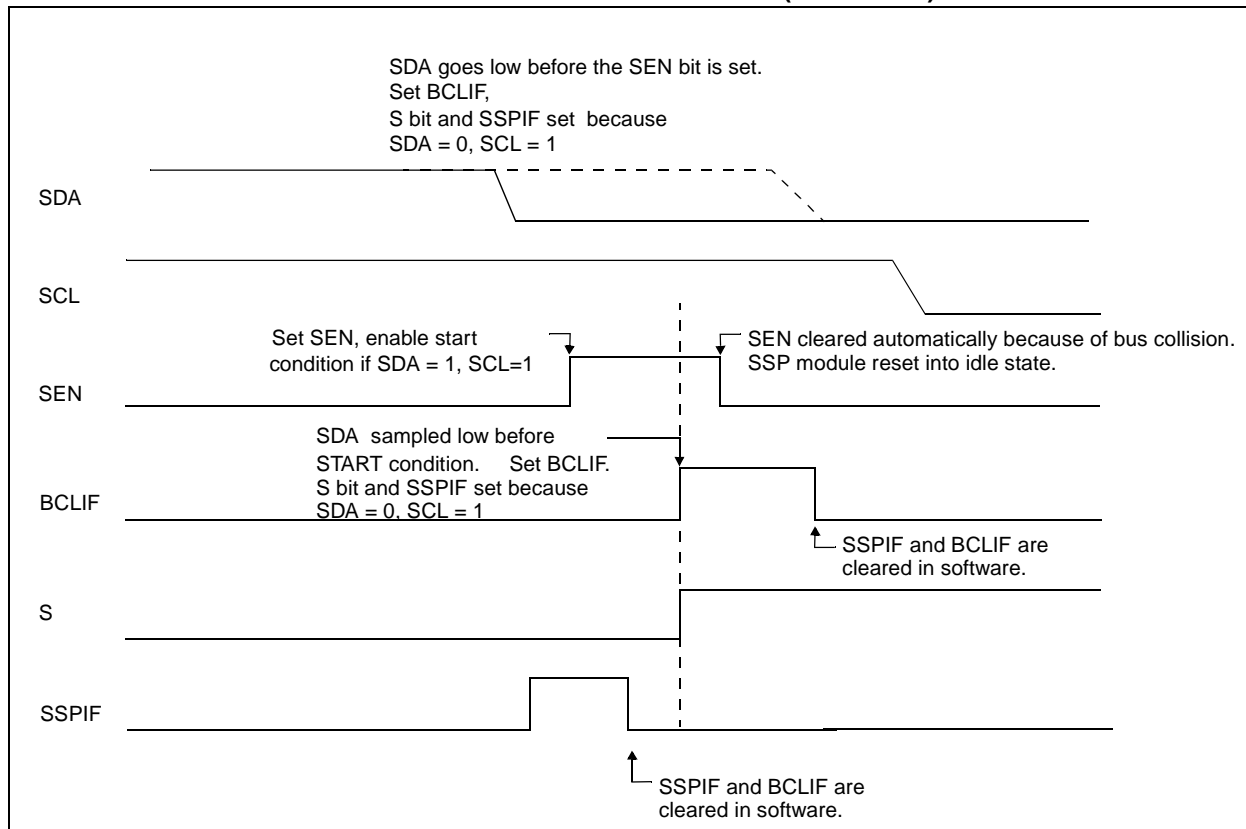 SDA goes low before the SEN bit is set.
Set BCLIF,
S bit and SSPIF set because
SDA = 0, SCL = 1
SDA
SCL
Set SEN, enable start
condition if SDA = 1, SCL=1
SEN cleared automatically because of bus collision.
SSP module reset into idle state.
SEN
SDA sampled low before
START condition. Set BCLIF.
S bit and SSPIF set because
SDA = 0, SCL = 1
BCLIF
SSPIF and BCLIF are
cleared in software.
S
SSPIF
SSPIF and BCLIF are
cleared in software.